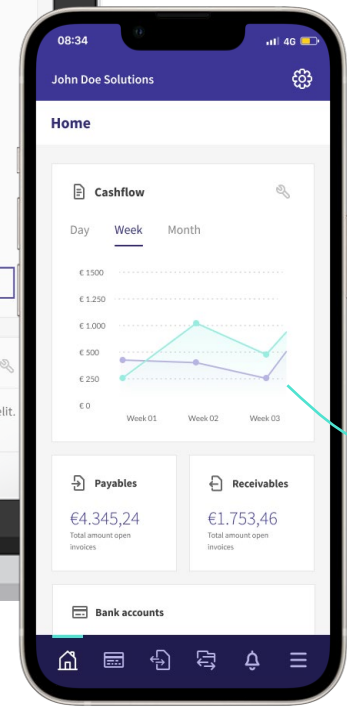 08:34
4G
John Doe Solutions
Home
Cashflow
Day Week Month
€ 1500
€ 1.250
€ 1.000
€ 500
€ 250
€ 0
Week 01 Week 02 Week 03
Payables
€4.345,24
Total amount open
invoices
Receivables
€1.753,46
Total amount open
invoices
Bank accounts
elit.